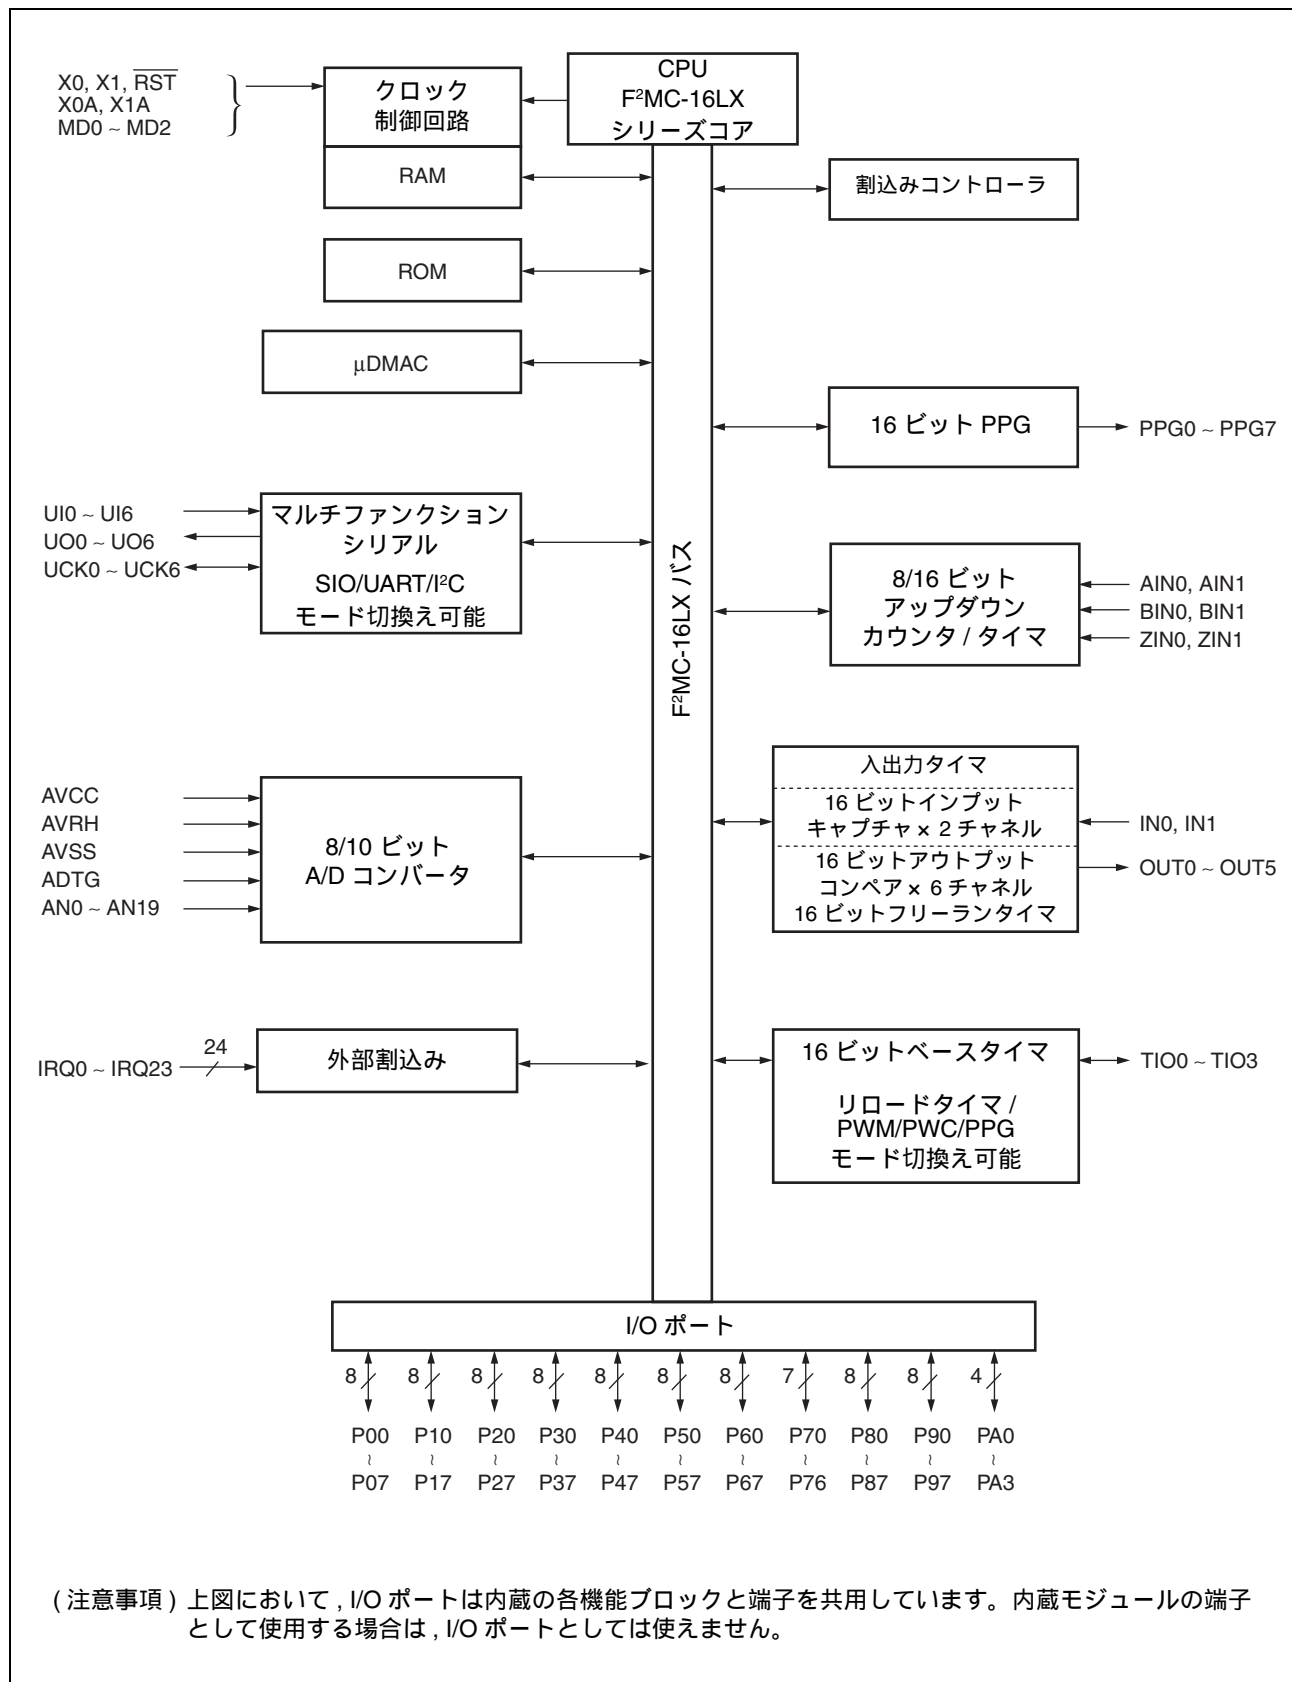 X0, X1, RST
X0A, X1A
MD0 ~ MD2
クロック
制御回路
CPU
F²MC-16LX
シリーズコア
RAM
割込みコントローラ
ROM
μDMAC
16 ビット PPG
PPG0 ~ PPG7
UI0 ~ UI6
UO0 ~ UO6
UCK0 ~ UCK6
マルチファンクション
シリアル
SIO/UART/I²C
モード切換え可能
F²MC-16LX バス
8/16 ビット
アップダウン
カウンタ / タイマ
AIN0, AIN1
BIN0, BIN1
ZIN0, ZIN1
AVCC
AVRH
AVSS
ADTG
AN0 ~ AN19
8/10 ビット
A/D コンバータ
入出力タイマ
16 ビットインプット
キャプチャ × 2 チャネル
16 ビットアウトプット
コンペア × 6 チャネル
16 ビットフリーランタイマ
IN0, IN1
OUT0 ~ OUT5
IRQ0 ~ IRQ23
24
外部割込み
16 ビットベースタイマ
リロードタイマ /
PWM/PWC/PPG
モード切換え可能
TIO0 ~ TIO3
I/O ポート
8 8 8 8 8 8 8 7 8 8 4
P00 P10 P20 P30 P40 P50 P60 P70 P80 P90 PA0
~ ~ ~ ~ ~ ~ ~ ~ ~ ~ ~
P07 P17 P27 P37 P47 P57 P67 P76 P87 P97 PA3
( 注意事項 ) 上図において , I/O ポートは内蔵の各機能ブロックと端子を共用しています。内蔵モジュールの端子
として使用する場合は , I/O ポートとしては使えません。